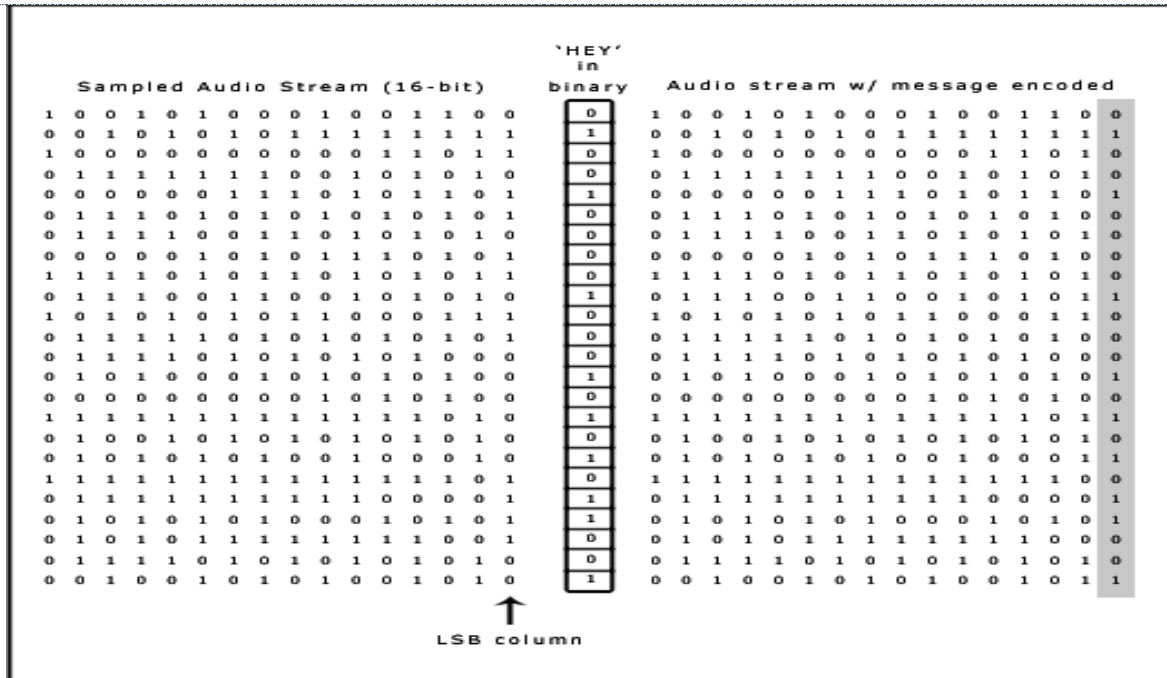 'HEY'
in
Sampled Audio Stream (16-bit) binary Audio stream w/ message encoded
1 0 0 1 0 1 0 0 0 1 0 0 1 1 0 0 0 1 0 0 1 0 1 0 0 0 1 0 0 1 1 0 0
0 0 1 0 1 0 1 0 1 1 1 1 1 1 1 1 1 0 0 1 0 1 0 1 0 1 1 1 1 1 1 1 1
1 0 0 0 0 0 0 0 0 0 0 1 1 0 1 1 0 1 0 0 0 0 0 0 0 0 0 0 1 1 0 1 0
0 1 1 1 1 1 1 1 0 0 1 0 1 0 1 0 0 0 1 1 1 1 1 1 1 0 0 1 0 1 0 1 0
0 0 0 0 0 0 1 1 1 0 1 0 1 1 0 1 1 0 0 0 0 0 0 1 1 1 0 1 0 1 1 0 1
0 1 1 1 0 1 0 1 0 1 0 1 0 1 0 1 0 0 1 1 1 0 1 0 1 0 1 0 1 0 1 0 0
0 1 1 1 1 0 0 1 1 0 1 0 1 0 1 0 0 0 1 1 1 1 0 0 1 1 0 1 0 1 0 1 0
0 0 0 0 0 1 0 1 1 1 0 1 0 1 0 1 0 0 0 0 0 0 1 0 1 1 1 0 1 0 1 0 0
1 1 1 1 0 1 0 1 1 0 1 0 1 0 1 1 0 1 1 1 1 0 1 0 1 1 0 1 0 1 0 1 0
0 1 1 1 0 0 1 1 0 0 1 0 1 0 1 0 1 0 1 1 1 0 0 1 1 0 0 1 0 1 0 1 1
1 0 1 0 1 0 1 0 1 1 0 0 0 1 1 1 0 1 0 1 0 1 0 1 0 1 1 0 0 0 1 1 0
0 1 1 1 1 1 0 1 0 1 0 1 0 1 0 1 0 0 1 1 1 1 1 0 1 0 1 0 1 0 1 0 0
0 1 1 1 1 0 1 0 1 0 1 0 1 0 0 0 0 0 1 1 1 1 0 1 0 1 0 1 0 1 0 0 0
0 1 0 1 0 0 0 1 0 1 0 1 0 1 0 0 1 0 1 0 1 0 0 0 1 0 1 0 1 0 1 0 1
0 0 0 0 0 0 0 0 1 0 1 0 1 0 0 0 0 0 0 0 0 0 0 0 0 1 0 1 0 1 0 0 0
1 1 1 1 1 1 1 1 1 1 1 1 1 0 1 0 1 1 1 1 1 1 1 1 1 1 1 1 1 1 0 1 1
0 1 0 0 1 0 1 0 1 0 1 0 1 0 1 0 0 0 1 0 0 1 0 1 0 1 0 1 0 1 0 1 0
0 1 0 1 0 1 0 1 0 0 1 0 0 0 1 0 1 0 1 0 1 0 1 0 1 0 0 1 0 0 0 1 1
1 1 1 1 1 1 1 1 1 1 1 1 1 1 0 1 0 1 1 1 1 1 1 1 1 1 1 1 1 1 1 0 0
0 1 1 1 1 1 1 1 1 1 1 0 0 0 0 1 1 0 1 1 1 1 1 1 1 1 1 1 0 0 0 0 1
0 1 0 1 0 1 0 1 0 0 0 1 0 1 0 1 1 0 1 0 1 0 1 0 1 0 0 0 1 0 1 0 1
0 1 0 1 0 1 1 1 1 1 1 1 1 0 0 1 0 0 1 0 1 0 1 1 1 1 1 1 1 1 0 0 0
0 1 1 1 1 0 1 0 1 0 1 0 1 0 1 0 0 0 1 1 1 1 0 1 0 1 0 1 0 1 0 1 0
0 0 1 0 0 1 0 1 0 1 0 0 1 0 1 0 1 0 0 1 0 0 1 0 1 0 1 0 0 1 0 1 1
LSB column